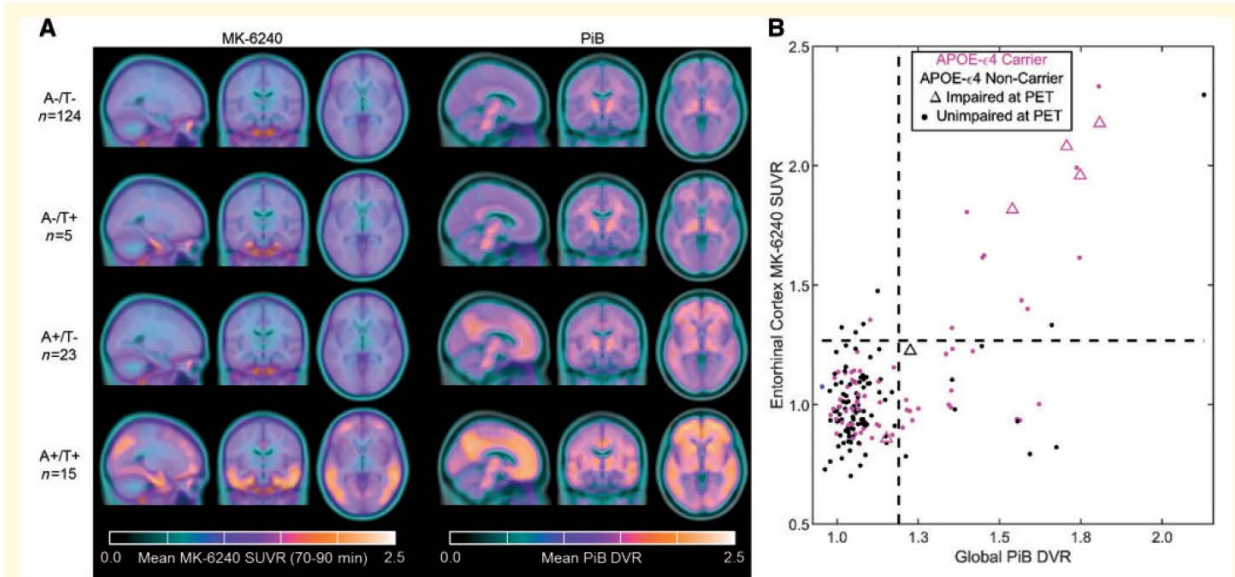 A
MK-6240
PiB
A-/T-
n=124
A-/T+
n=5
A+/T-
n=23
A+/T+
n=15
0.0 Mean MK-6240 SUVR (70-90 min) 2.5
0.0 Mean PiB DVR 2.5
B
APOE-ε4 Carrier
APOE-ε4 Non-Carrier
Impaired at PET
Unimpaired at PET
2.5
2.0
1.5
1.0
0.5
Entorhinal Cortex MK-6240 SUVR
1.0 1.3 1.5 1.8 2.0
Global PiB DVR